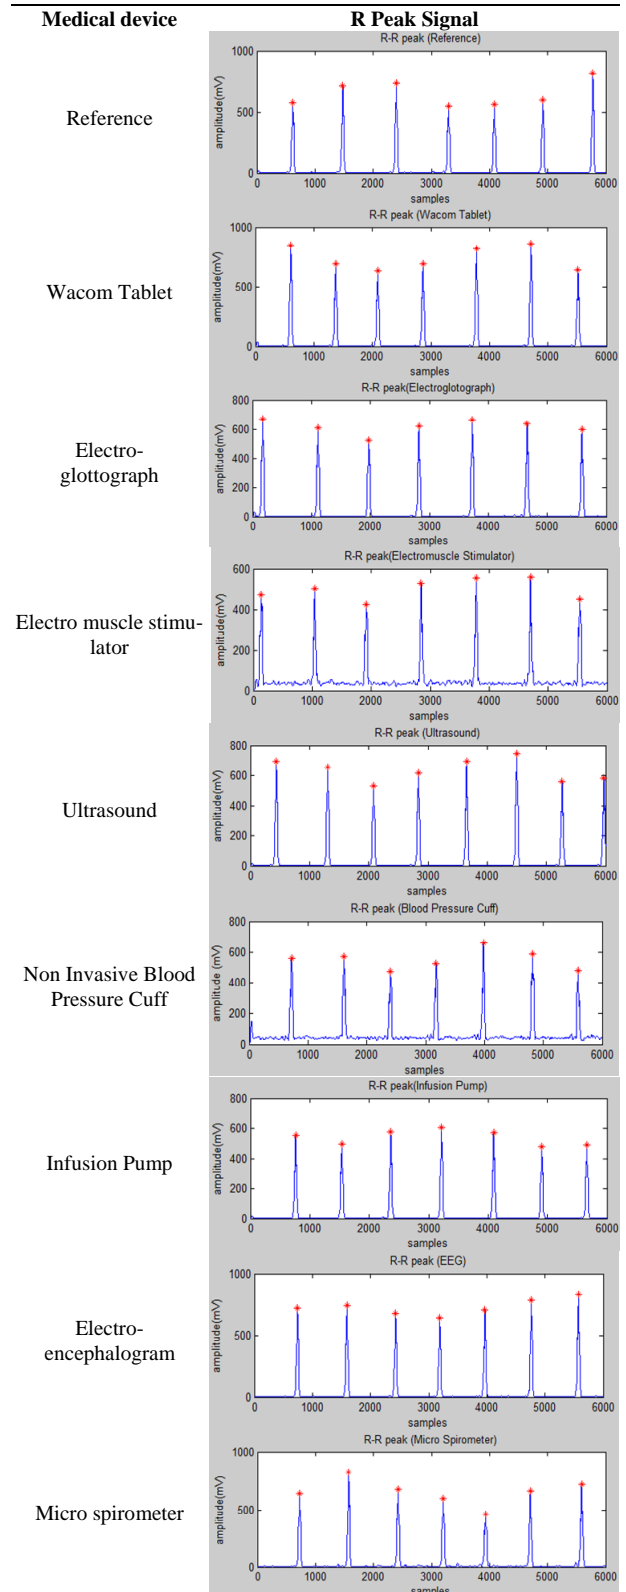 Medical device R Peak Signal
Reference
R-R peak (Reference)
1000
500
0
amplitude(mV)
0 1000 2000 3000 4000 5000 6000
samples
Wacom Tablet
R-R peak (Wacom Tablet)
1000
500
0
amplitude(mV)
0 1000 2000 3000 4000 5000 6000
samples
Electro-
glottograph
R-R peak(Electroglotograph)
800
600
400
200
0
amplitude(mV)
0 1000 2000 3000 4000 5000 6000
samples
Electro muscle stimu-
lator
R-R peak(Electromuscle Stimulator)
600
400
200
0
amplitude(mV)
0 1000 2000 3000 4000 5000 6000
samples
Ultrasound
R-R peak (Ultrasound)
800
600
400
200
0
amplitude(mV)
0 1000 2000 3000 4000 5000 6000
samples
Non Invasive Blood
Pressure Cuff
R-R peak (Blood Pressure Cuff)
800
600
400
200
0
amplitude (mV)
0 1000 2000 3000 4000 5000 6000
samples
Infusion Pump
R-R peak(Infusion Pump)
800
600
400
200
0
amplitude(mV)
0 1000 2000 3000 4000 5000 6000
samples
Electro-
encephalogram
R-R peak (EEG)
1000
500
0
amplitude(mV)
0 1000 2000 3000 4000 5000 6000
samples
Micro spirometer
R-R peak (Micro Spirometer)
1000
500
0
amplitude(mV)
0 1000 2000 3000 4000 5000 6000
samples